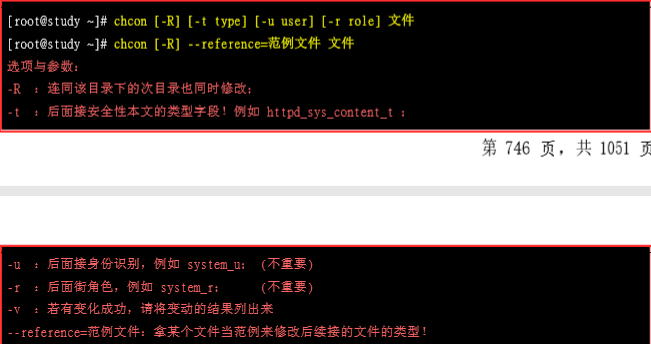 [root@study ~]# chcon [-R] [-t type] [-u user] [-r role] 文件
[root@study ~]# chcon [-R] --reference=范例文件 文件
选项与参数：
-R ：连同该目录下的次目录也同时修改；
-t ：后面接安全性本文的类型字段！例如 httpd_sys_content_t ；
第 746 页，共 1051 页
-u ：后面接身份识别，例如 system_u； (不重要)
-r ：后面街角色，例如 system_r； (不重要)
-v ：若有变化成功，请将变动的结果列出来
--reference=范例文件：拿某个文件当范例来修改后续接的文件的类型！